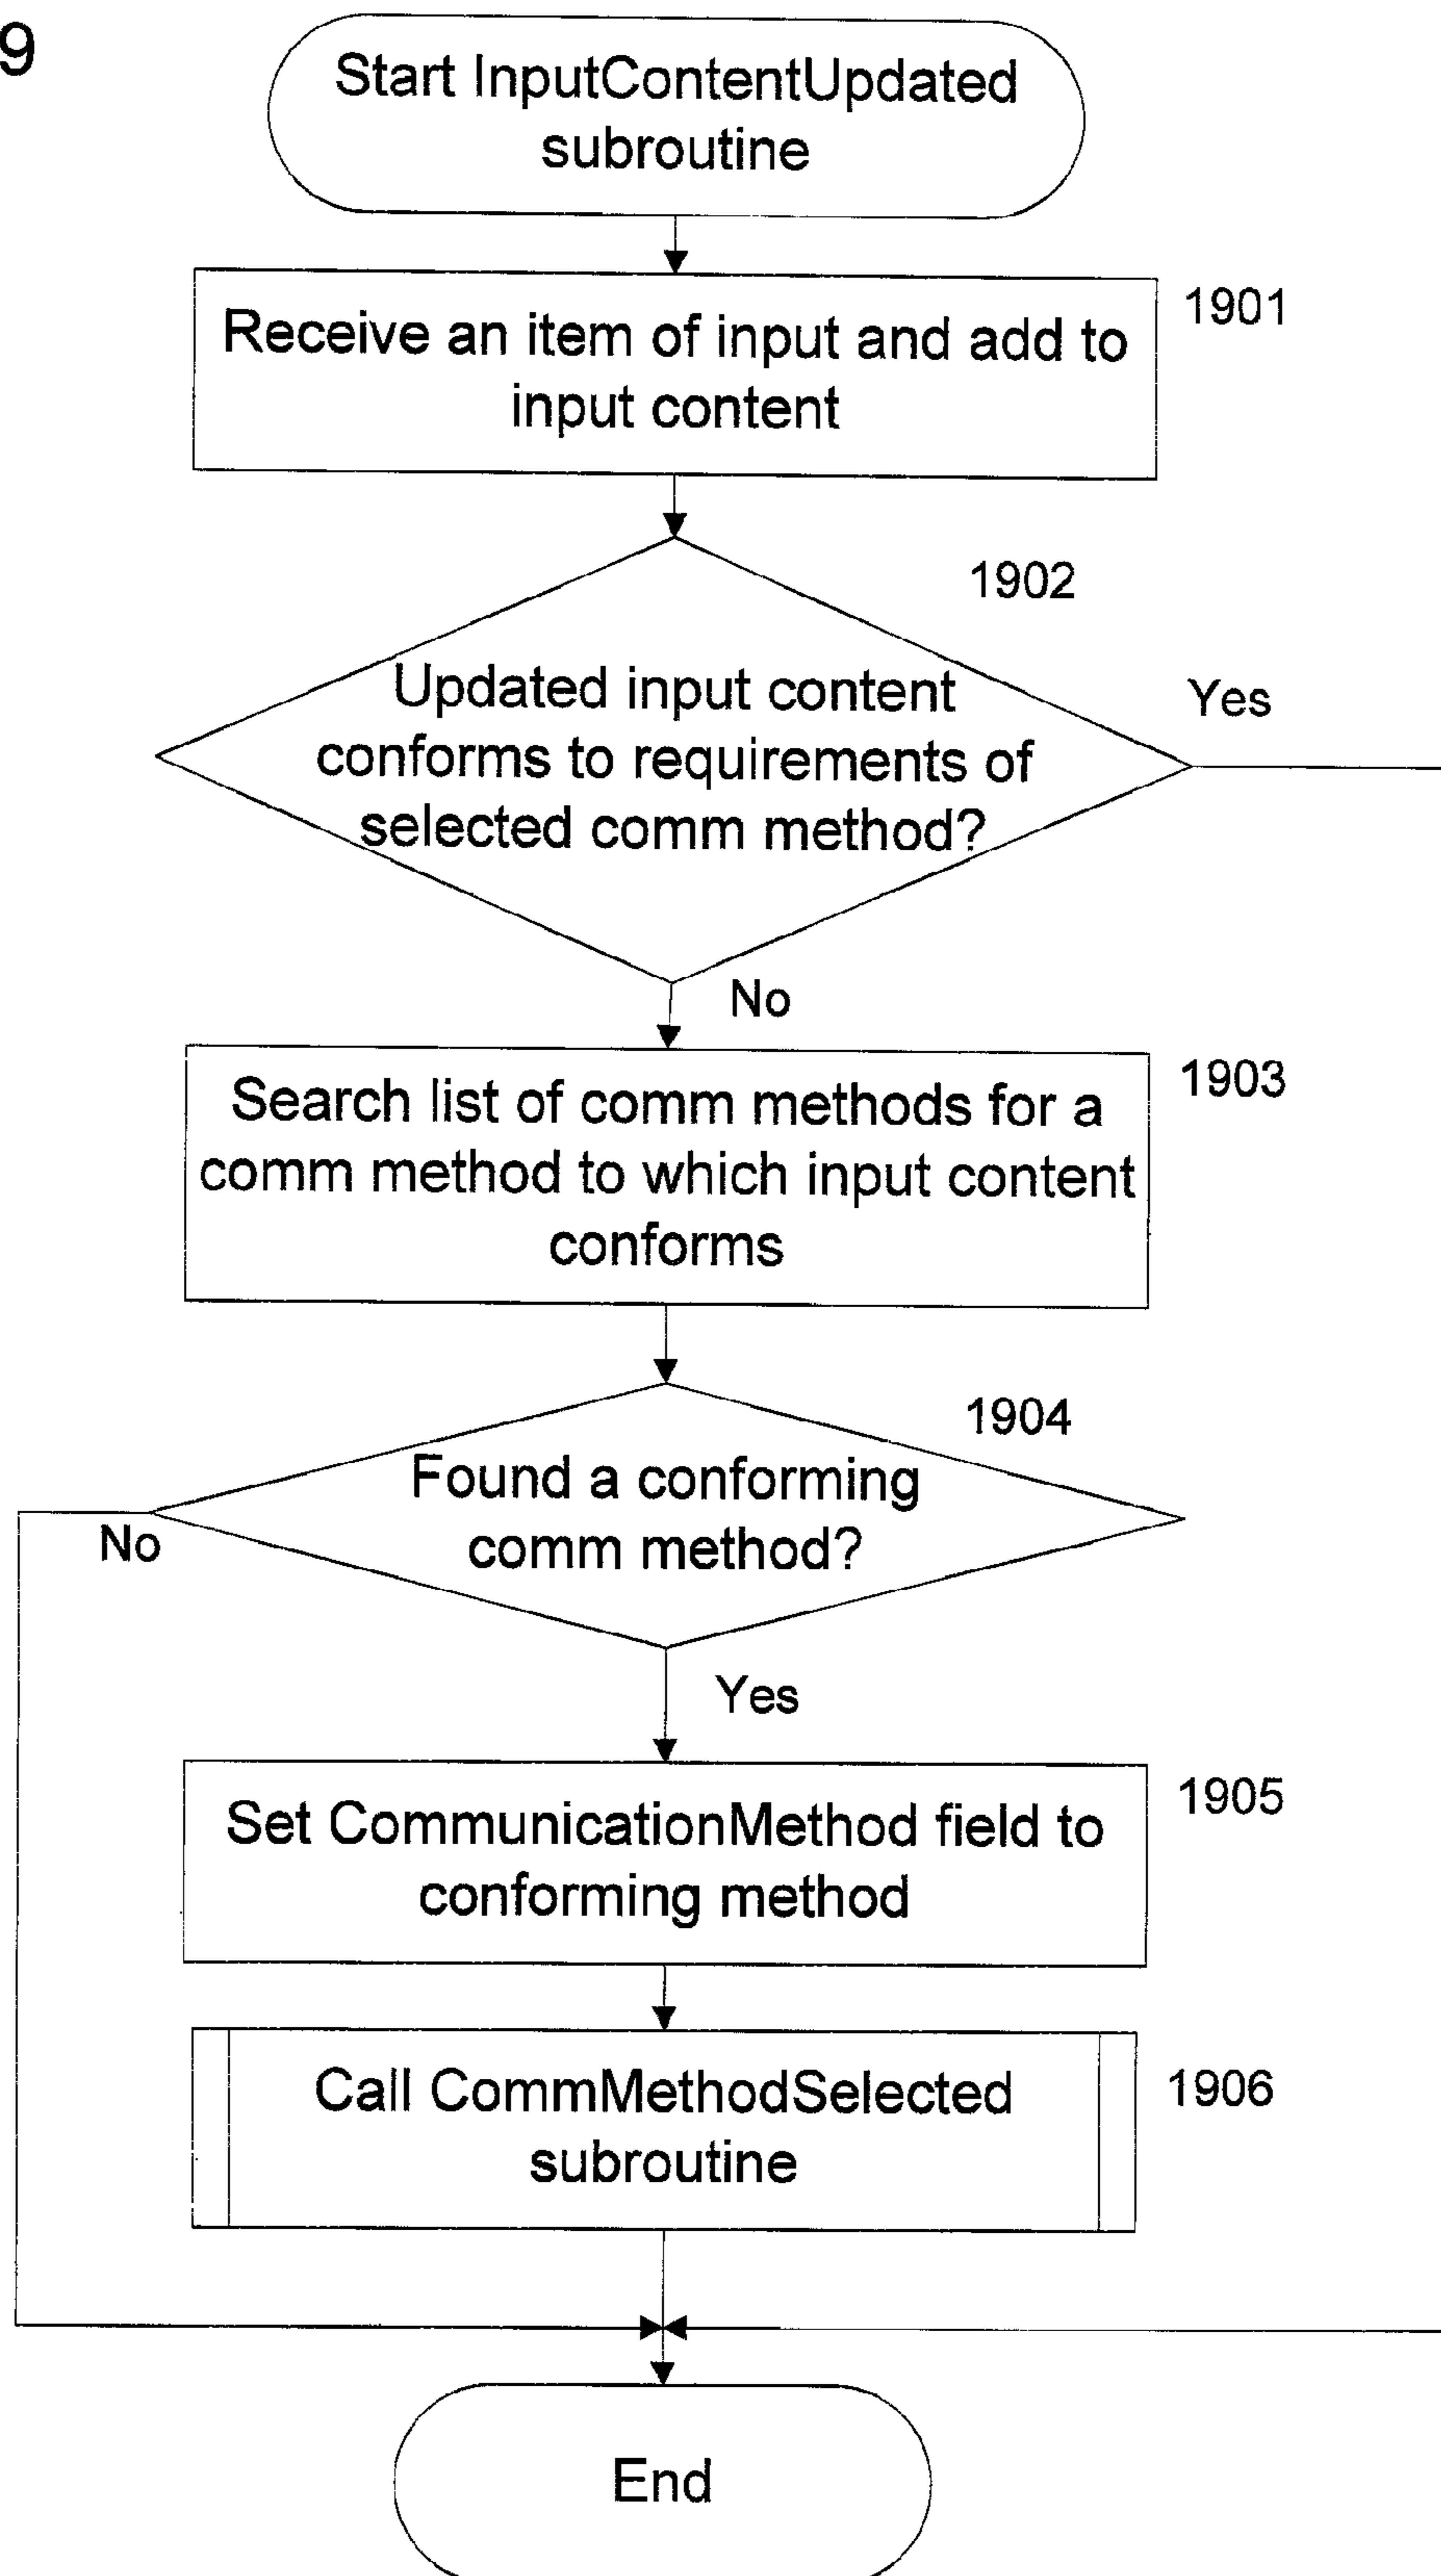 9
Start InputContentUpdated
subroutine
1901
Receive an item of input and add to
input content
1902
Updated input content
conforms to requirements of
selected comm method?
Yes
No
1903
Search list of comm methods for a
comm method to which input content
conforms
1904
Found a conforming
comm method?
No
Yes
1905
Set CommunicationMethod field to
conforming method
1906
Call CommMethodSelected
subroutine
End